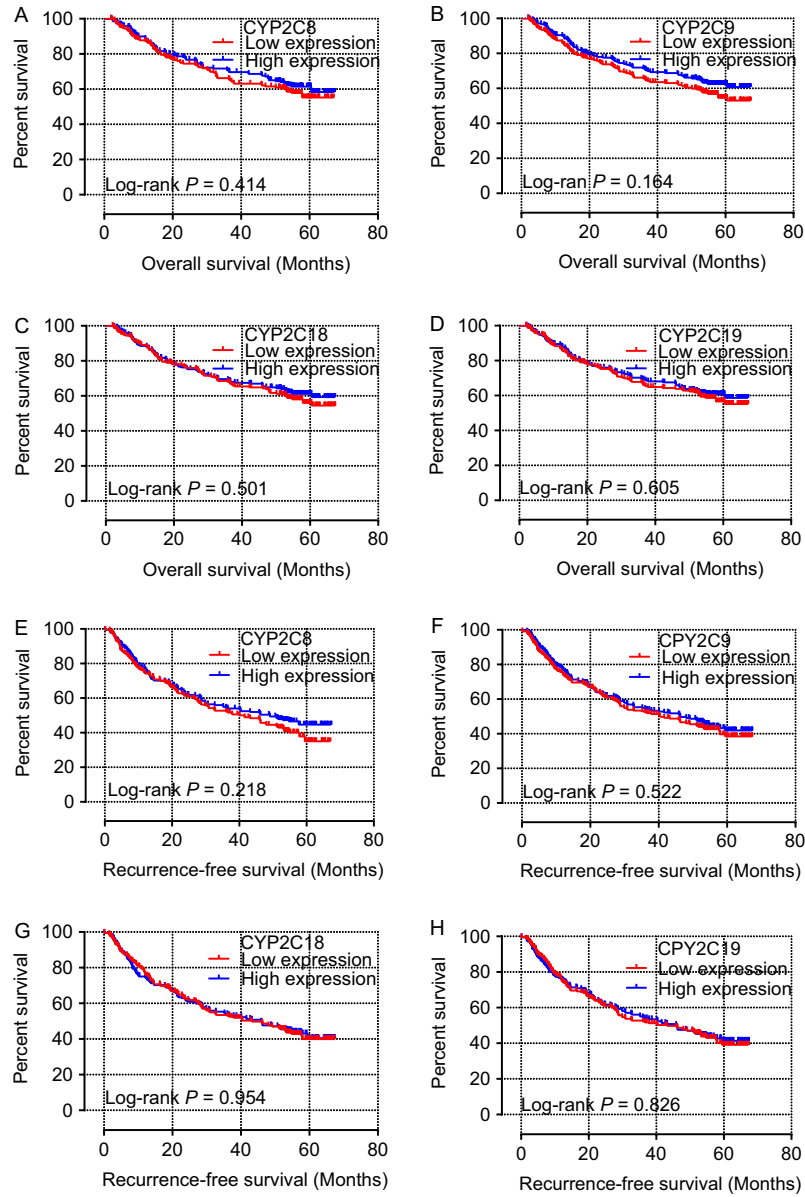 A
CYP2C8
Low expression
High expression
Percent survival
100
80
60
40
20
0
Log-rank P = 0.414
0 20 40 60 80
Overall survival (Months)
B
CYP2C9
Low expression
High expression
Percent survival
100
80
60
40
20
0
Log-ran P = 0.164
0 20 40 60 80
Overall survival (Months)
C
CYP2C18
Low expression
High expression
Percent survival
100
80
60
40
20
0
Log-rank P = 0.501
0 20 40 60 80
Overall survival (Months)
D
CYP2C19
Low expression
High expression
Percent survival
100
80
60
40
20
0
Log-rank P = 0.605
0 20 40 60 80
Overall survival (Months)
E
CYP2C8
Low expression
High expression
Percent survival
100
80
60
40
20
0
Log-rank P = 0.218
0 20 40 60 80
Recurrence-free survival (Months)
F
CPY2C9
Low expression
High expression
Percent survival
100
80
60
40
20
0
Log-rank P = 0.522
0 20 40 60 80
Recurrence-free survival (Months)
G
CYP2C18
Low expression
High expression
Percent survival
100
80
60
40
20
0
Log-rank P = 0.954
0 20 40 60 80
Recurrence-free survival (Months)
H
CPY2C19
Low expression
High expression
Percent survival
100
80
60
40
20
0
Log-rank P = 0.826
0 20 40 60 80
Recurrence-free survival (Months)